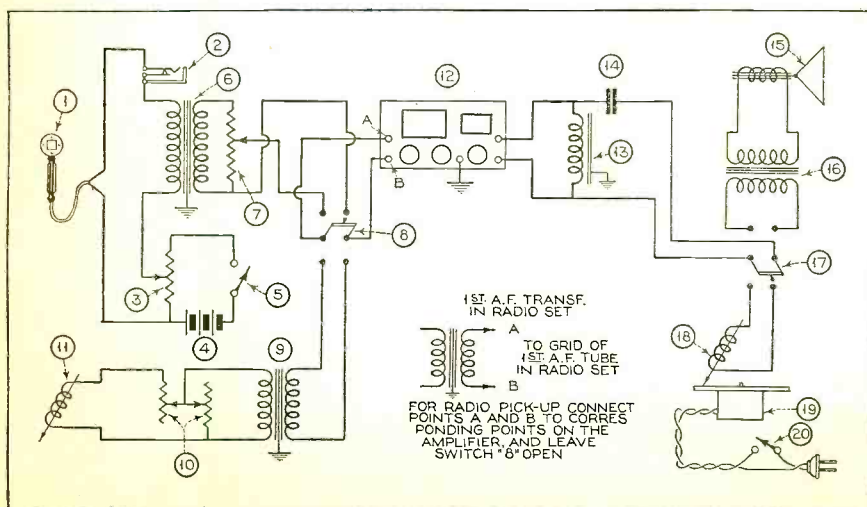 2
6
12
14
15
1
A
B
13
16
7
8
17
3
5
1ST. A.F. TRANSF.
IN RADIO SET
4
9
A
TO GRID OF
1ST. A.F. TUBE
IN RADIO SET
B
18
11
FOR RADIO PICK-UP CONNECT
POINTS A AND B TO CORRES
PONDING POINTS ON THE
AMPLIFIER, AND LEAVE
SWITCH "8" OPEN
19
20
10